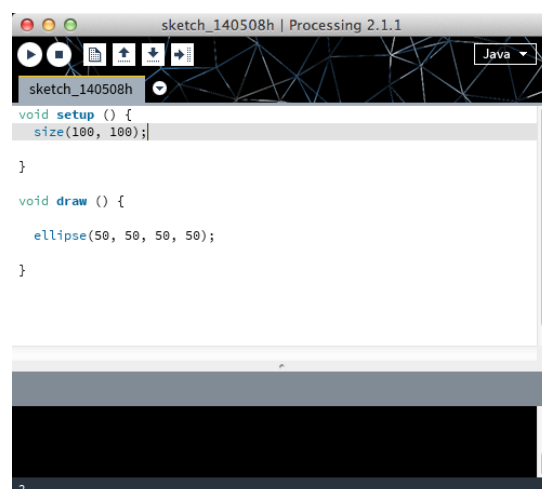 sketch_140508h | Processing 2.1.1
Java
sketch_140508h
void setup () {
  size(100, 100);
}
void draw () {
  ellipse(50, 50, 50, 50);
}
2